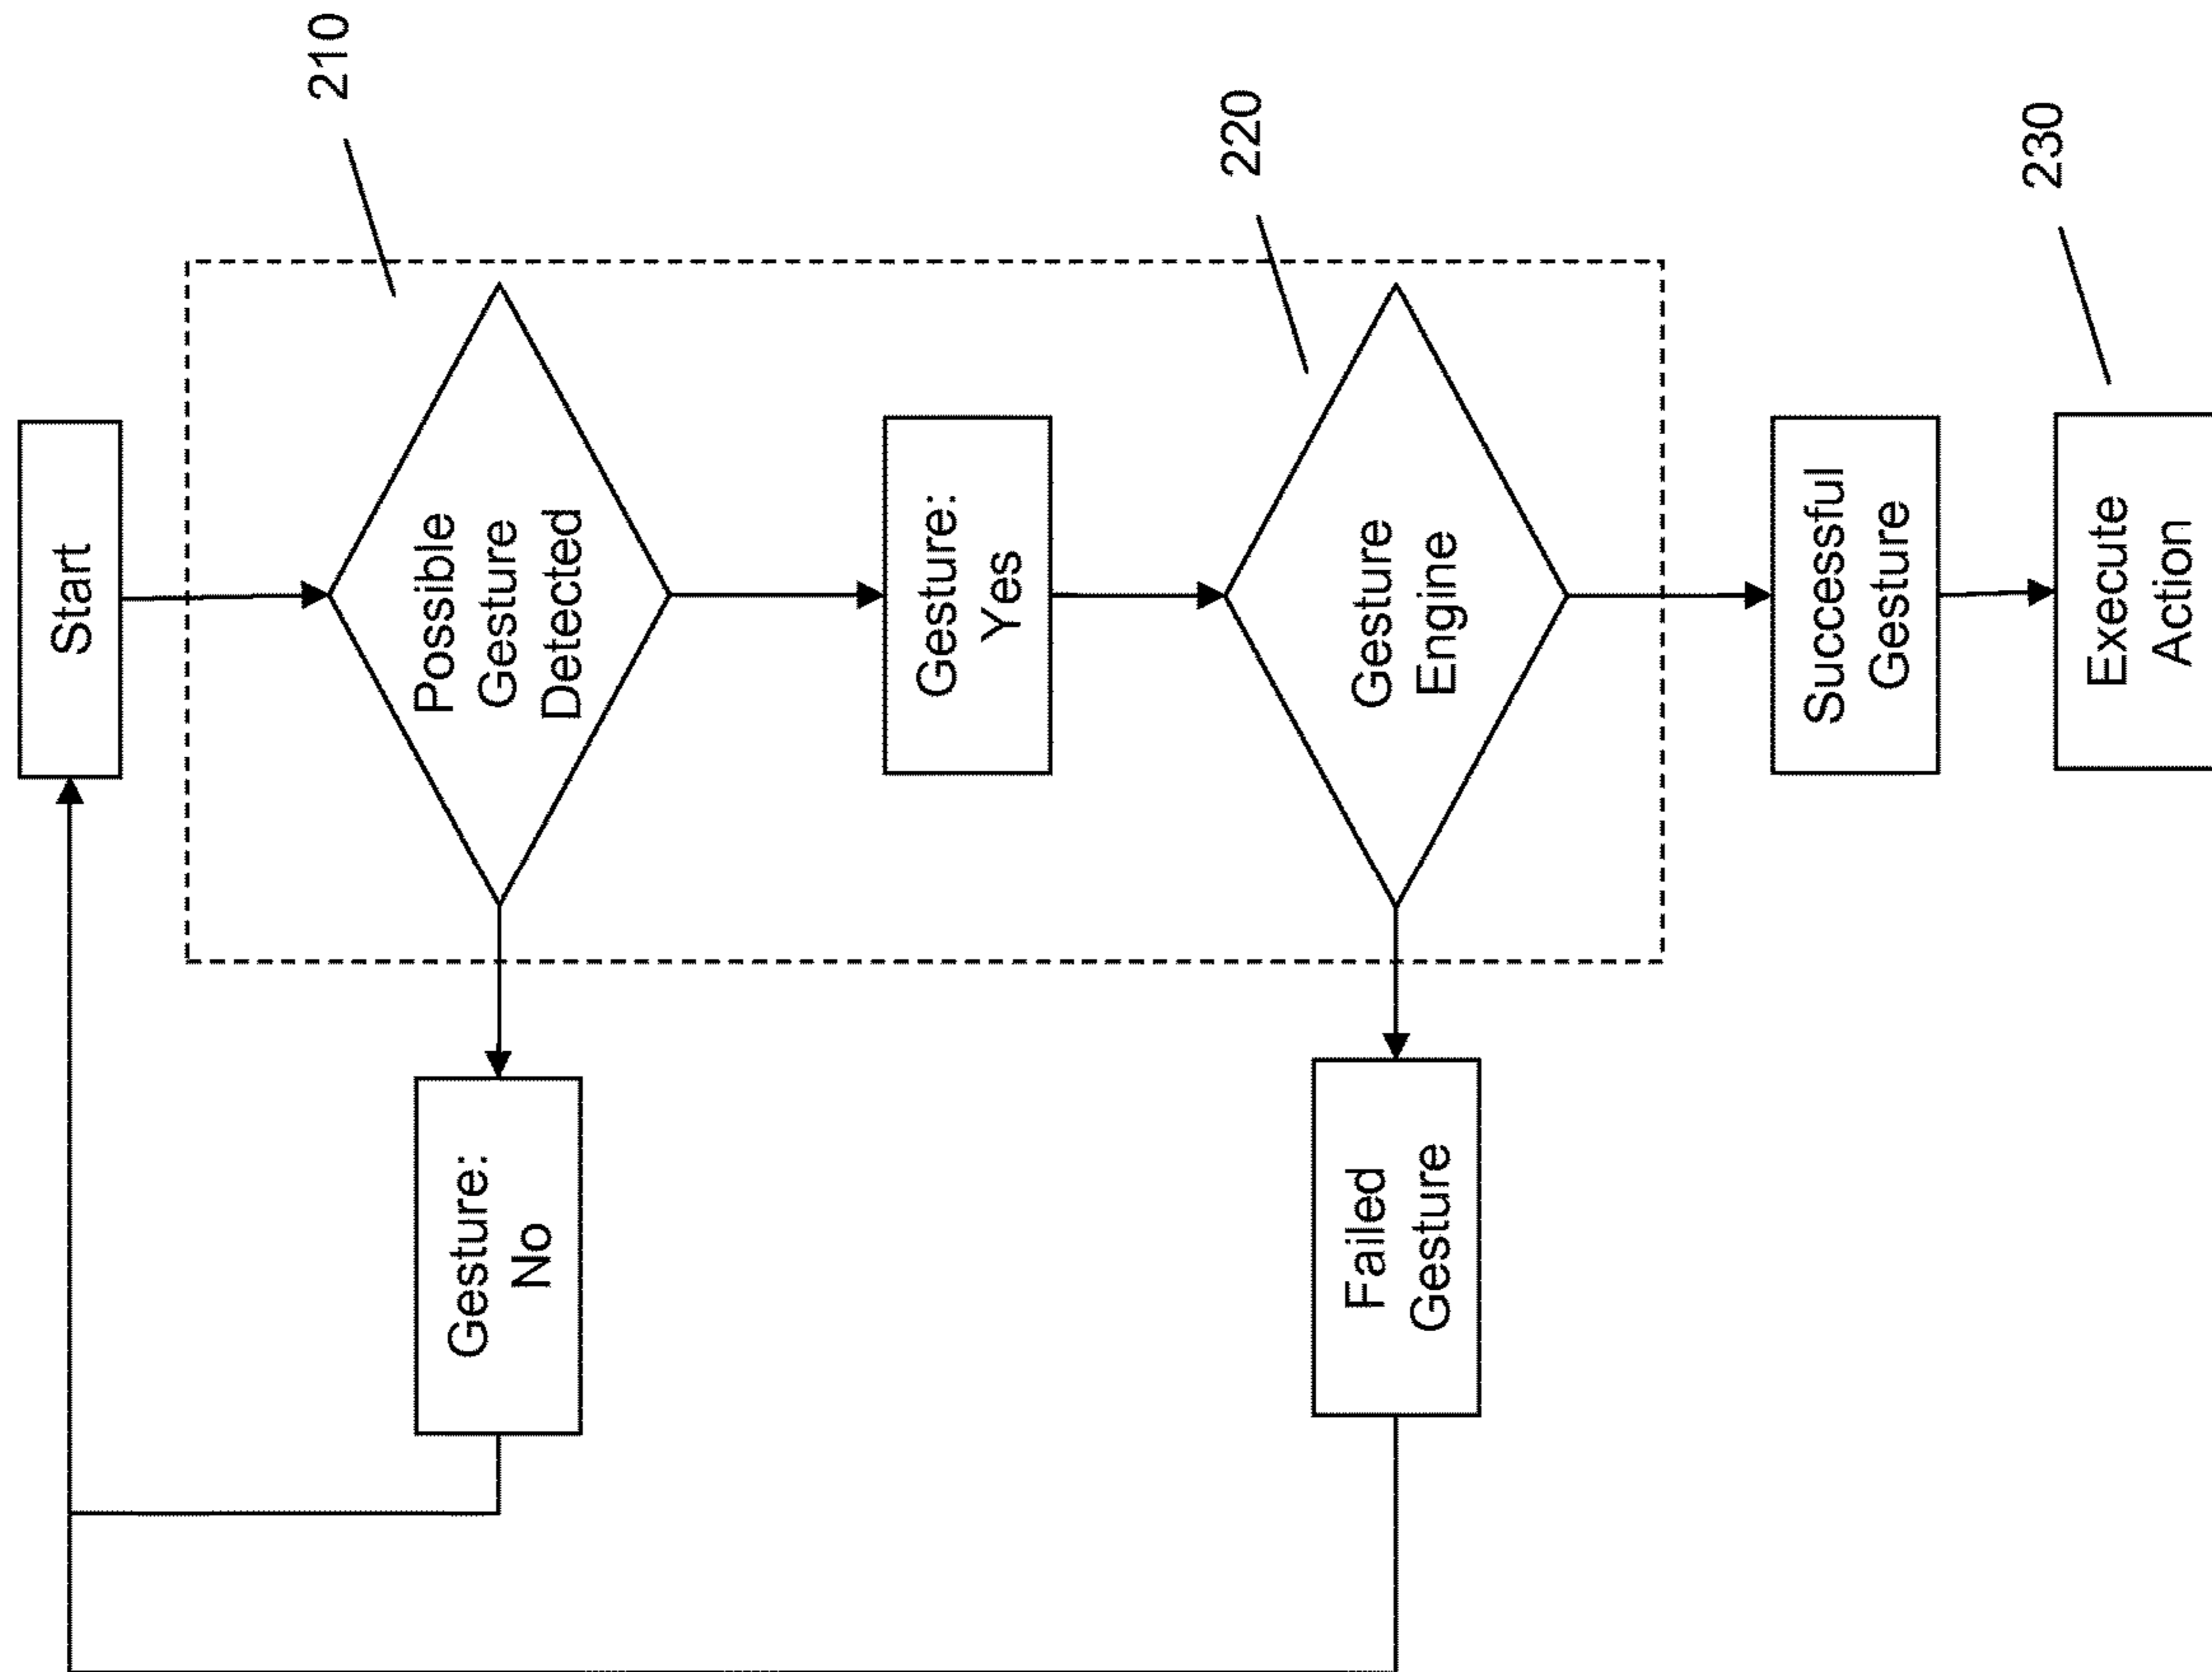 Start
210
Possible
Gesture
Detected
Gesture:
No
Gesture:
Yes
220
Gesture
Engine
Failed
Gesture
Successful
Gesture
230
Execute
Action